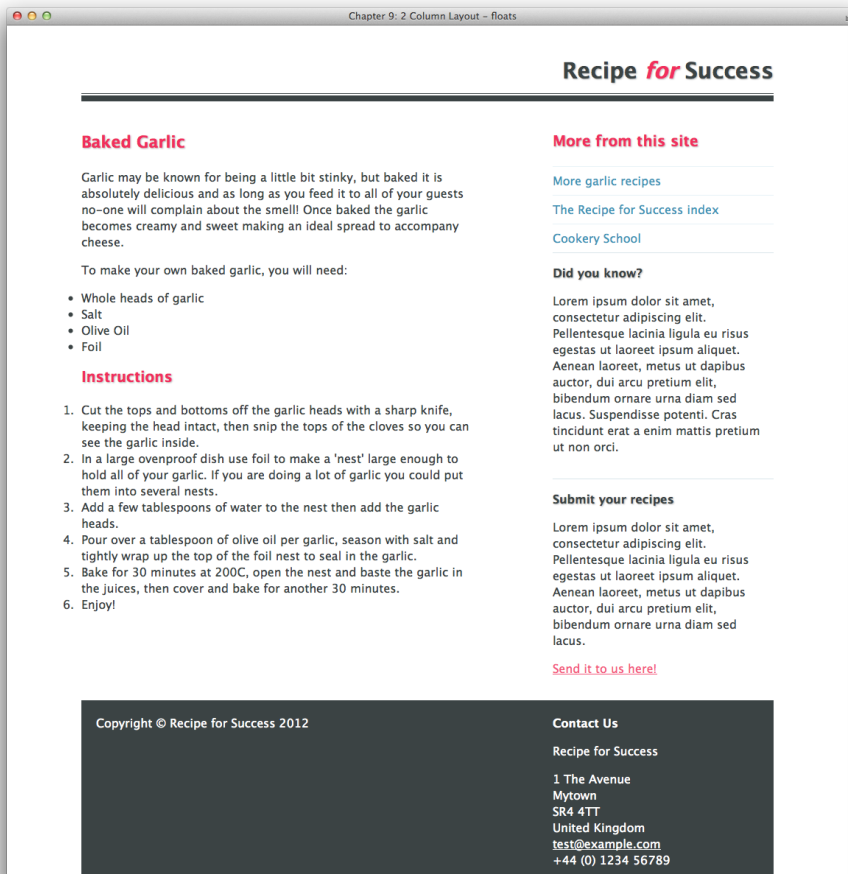 Chapter 9: 2 Column Layout – floats
Recipe for Success
Baked Garlic
Garlic may be known for being a little bit stinky, but baked it is
absolutely delicious and as long as you feed it to all of your guests
no-one will complain about the smell! Once baked the garlic
becomes creamy and sweet making an ideal spread to accompany
cheese.
To make your own baked garlic, you will need:
• Whole heads of garlic
• Salt
• Olive Oil
• Foil
Instructions
1. Cut the tops and bottoms off the garlic heads with a sharp knife,
keeping the head intact, then snip the tops of the cloves so you can
see the garlic inside.
2. In a large ovenproof dish use foil to make a 'nest' large enough to
hold all of your garlic. If you are doing a lot of garlic you could put
them into several nests.
3. Add a few tablespoons of water to the nest then add the garlic
heads.
4. Pour over a tablespoon of olive oil per garlic, season with salt and
tightly wrap up the top of the foil nest to seal in the garlic.
5. Bake for 30 minutes at 200C, open the nest and baste the garlic in
the juices, then cover and bake for another 30 minutes.
6. Enjoy!
More from this site
More garlic recipes
The Recipe for Success index
Cookery School
Did you know?
Lorem ipsum dolor sit amet,
consectetur adipiscing elit.
Pellentesque lacinia ligula eu risus
egestas ut laoreet ipsum aliquet.
Aenean laoreet, metus ut dapibus
auctor, dui arcu pretium elit,
bibendum ornare urna diam sed
lacus. Suspendisse potenti. Cras
tincidunt erat a enim mattis pretium
ut non orci.
Submit your recipes
Lorem ipsum dolor sit amet,
consectetur adipiscing elit.
Pellentesque lacinia ligula eu risus
egestas ut laoreet ipsum aliquet.
Aenean laoreet, metus ut dapibus
auctor, dui arcu pretium elit,
bibendum ornare urna diam sed
lacus.
Send it to us here!
Copyright © Recipe for Success 2012
Contact Us
Recipe for Success
1 The Avenue
Mytown
SR4 4TT
United Kingdom
test@example.com
+44 (0) 1234 56789